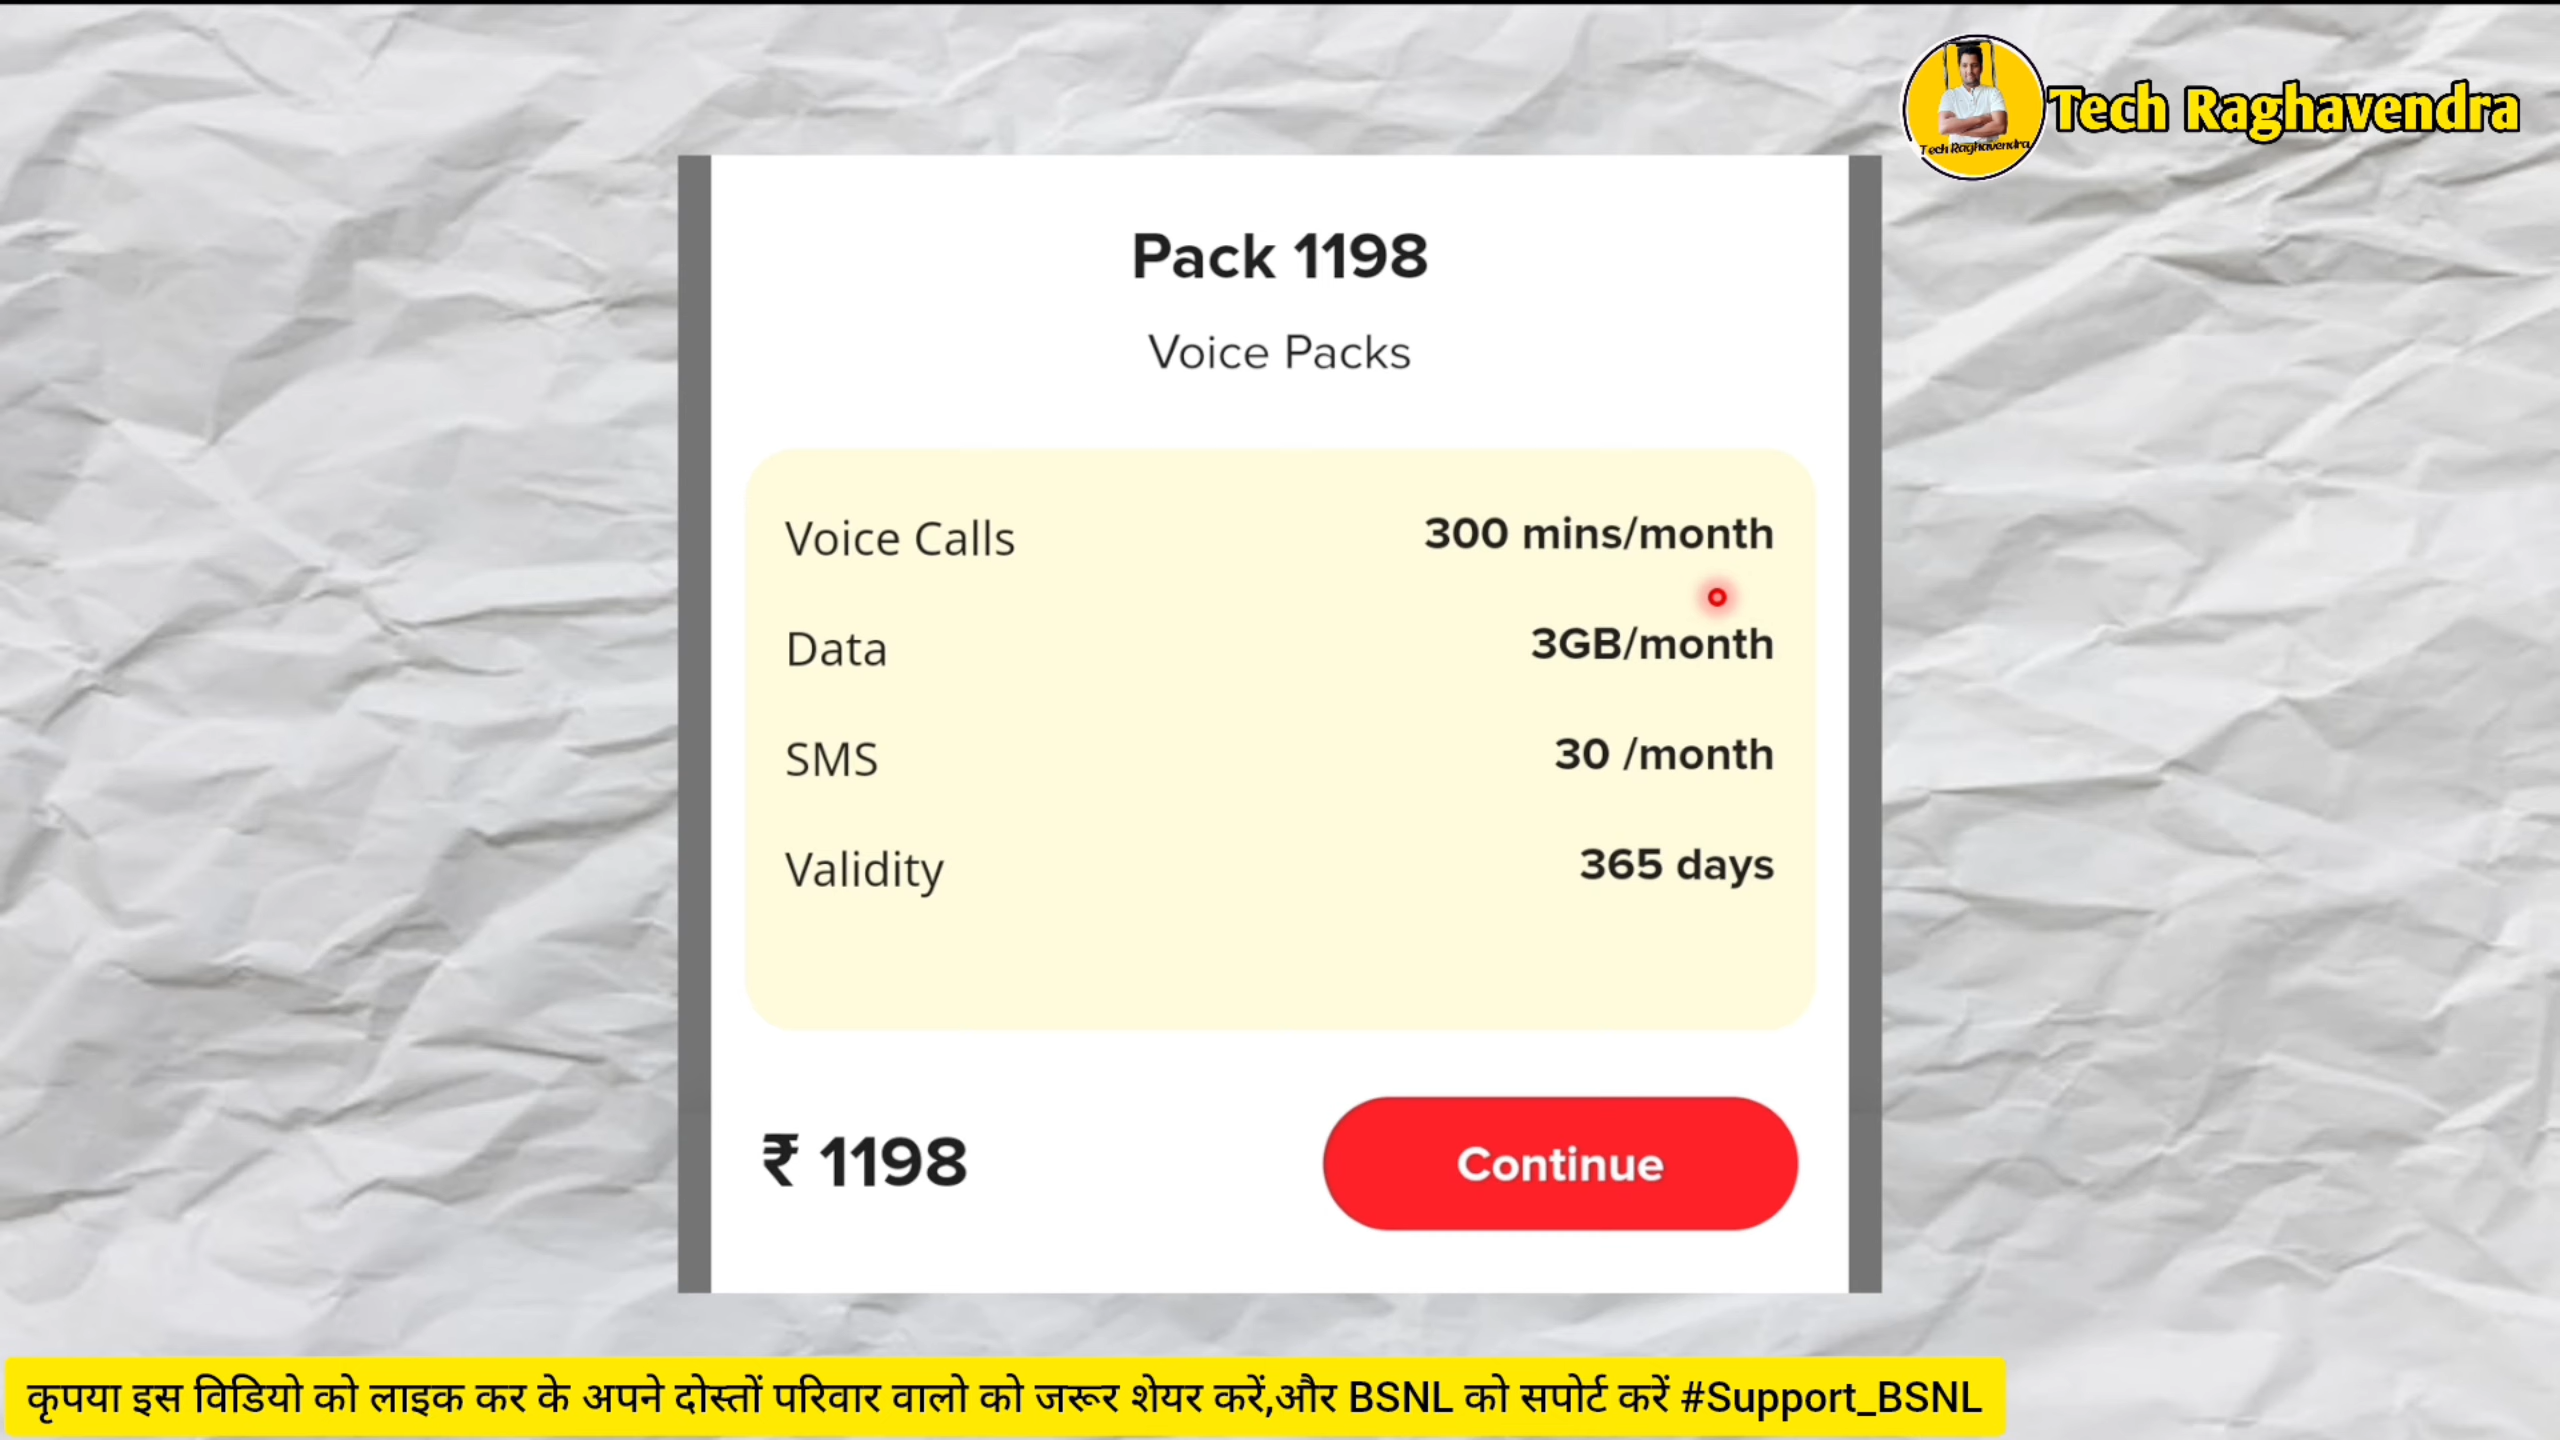 Tech Raghavendra
Tech Raghavendra
Pack 1198
Voice Packs
Voice Calls 300 mins/month
Data 3GB/month
SMS 30 /month
Validity 365 days
₹ 1198 Continue
कृपया इस विडियो को लाइक कर के अपने दोस्तों परिवार वालो को जरूर शेयर करें,और BSNL को सपोर्ट करें #Support_BSNL